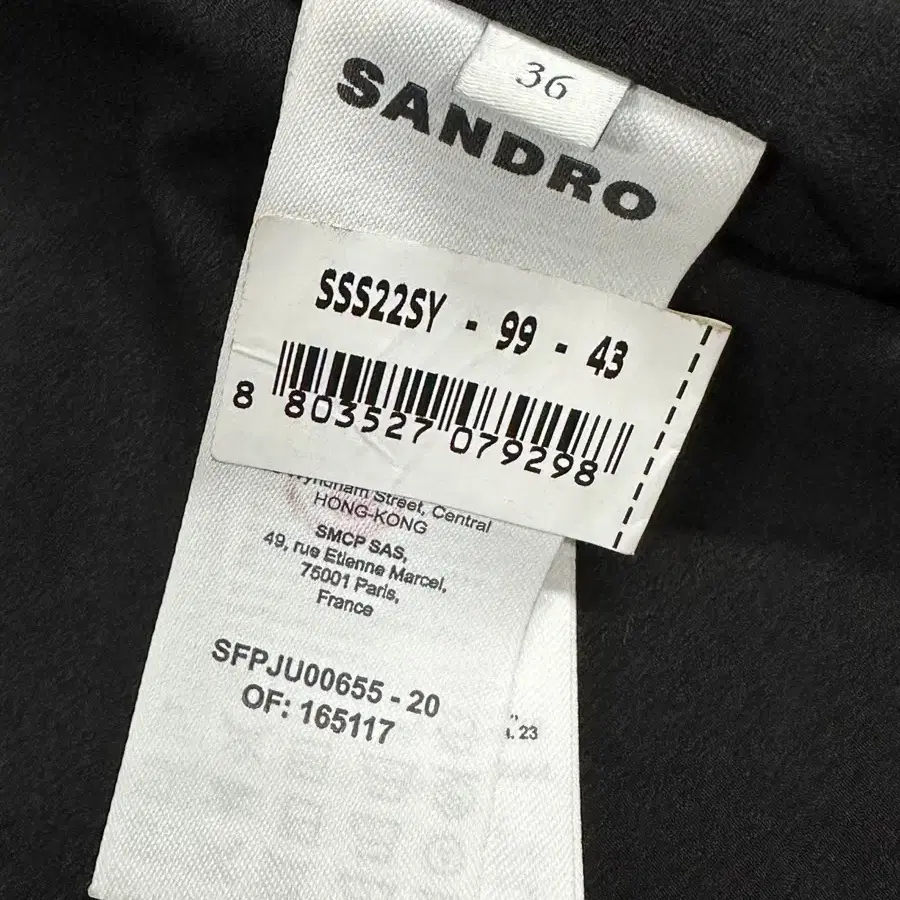 36
SANDRO
SSS22SY - 99 - 43
8 803527 079298
Street, Central
HONG-KONG
SMCP SAS,
49, rue Etienne Marcel,
75001 Paris,
France
SFPJU00655 - 20
OF: 165117
23